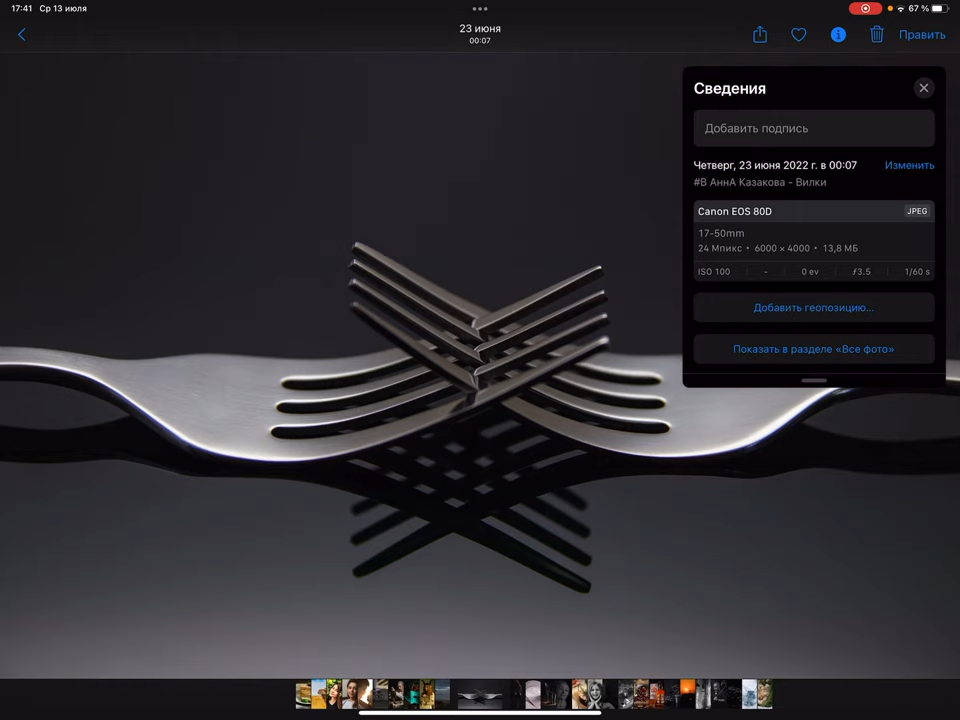 17:41 Ср 13 июля
67 %
23 июня
00:07
Править
Сведения
Добавить подпись
Четверг, 23 июня 2022 г. в 00:07
Изменить
#В АннА Казакова - Вилки
Canon EOS 80D
JPEG
17-50mm
24 Мпикс • 6000 × 4000 • 13,8 МБ
ISO 100 - 0 ev ƒ3.5 1/60 s
Добавить геопозицию...
Показать в разделе «Все фото»